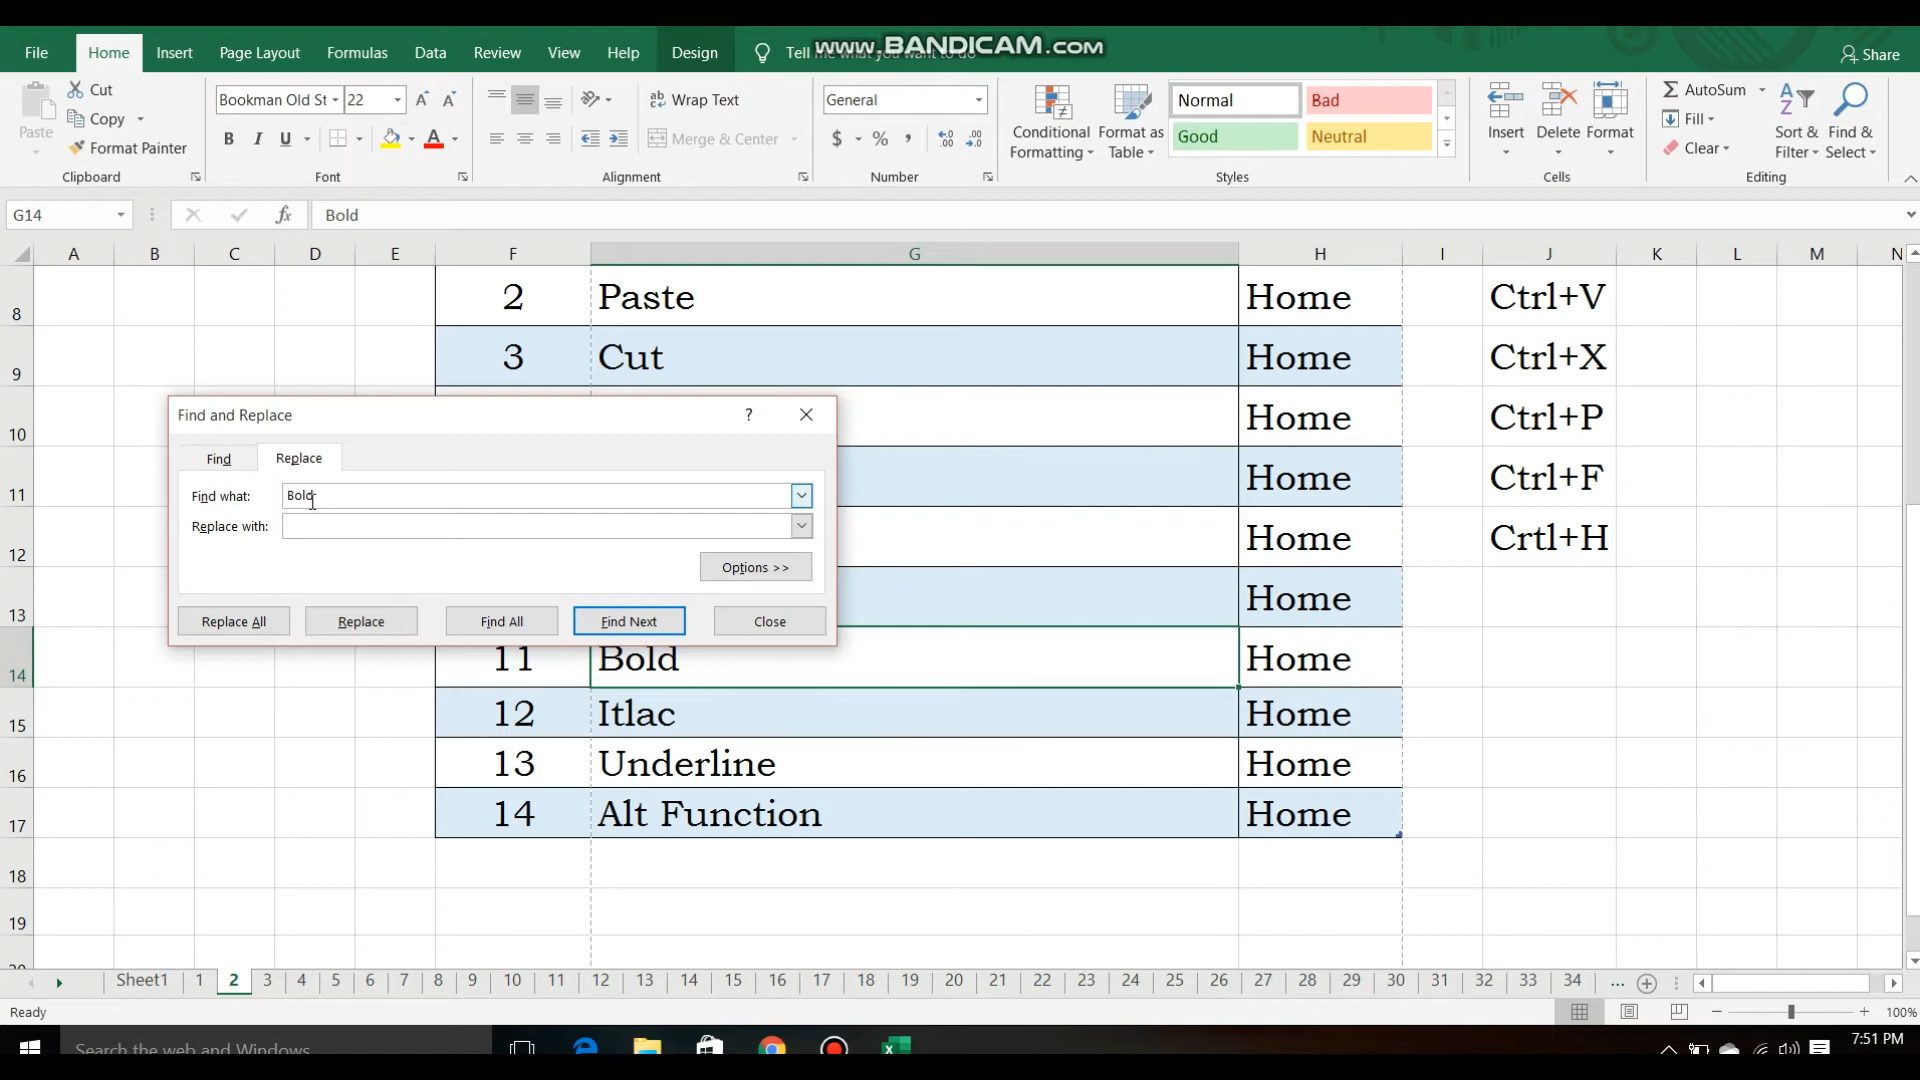 www.BANDICAM.com
File Home Insert Page Layout Formulas Data Review View Help Design Tell me what you want to do Share
Cut
Copy
Format Painter
Paste
Clipboard
Bookman Old St 22
B I U A
Font
Wrap Text
Merge & Center
Alignment
General
$ % ,
Number
Conditional Formatting
Format as Table
Normal Bad
Good Neutral
Styles
Insert Delete Format
Cells
AutoSum
Fill
Clear
Sort & Filter
Find & Select
Editing
G14 fx Bold
A B C D E F G H I J K L M N
8 2 Paste Home Ctrl+V
9 3 Cut Home Ctrl+X
10 Home Ctrl+P
11 Home Ctrl+F
12 Home Crtl+H
13 Home
14 11 Bold Home
15 12 Itlac Home
16 13 Underline Home
17 14 Alt Function Home
18
19
20
Find and Replace ?
Find Replace
Find what: Bold
Replace with:
Options >>
Replace All Replace Find All Find Next Close
Sheet1 1 2 3 4 5 6 7 8 9 10 11 12 13 14 15 16 17 18 19 20 21 22 23 24 25 26 27 28 29 30 31 32 33 34 ...
Ready 100%
Search the web and Windows 7:51 PM